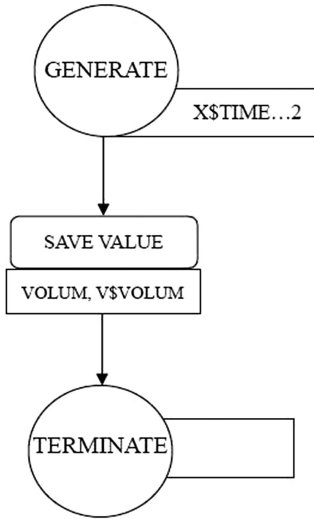 GENERATE
X$TIME…2
SAVE VALUE
VOLUM, V$VOLUM
TERMINATE